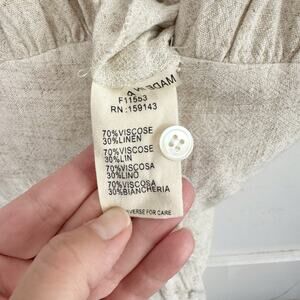 F11553
RN:159143
70%VISCOSE
30%LINEN
70%VISCOSE
30%LIN
70%VISCOSA
30%LINO
70%VISCOSA
30%BIANCHERIA
FOR CARE